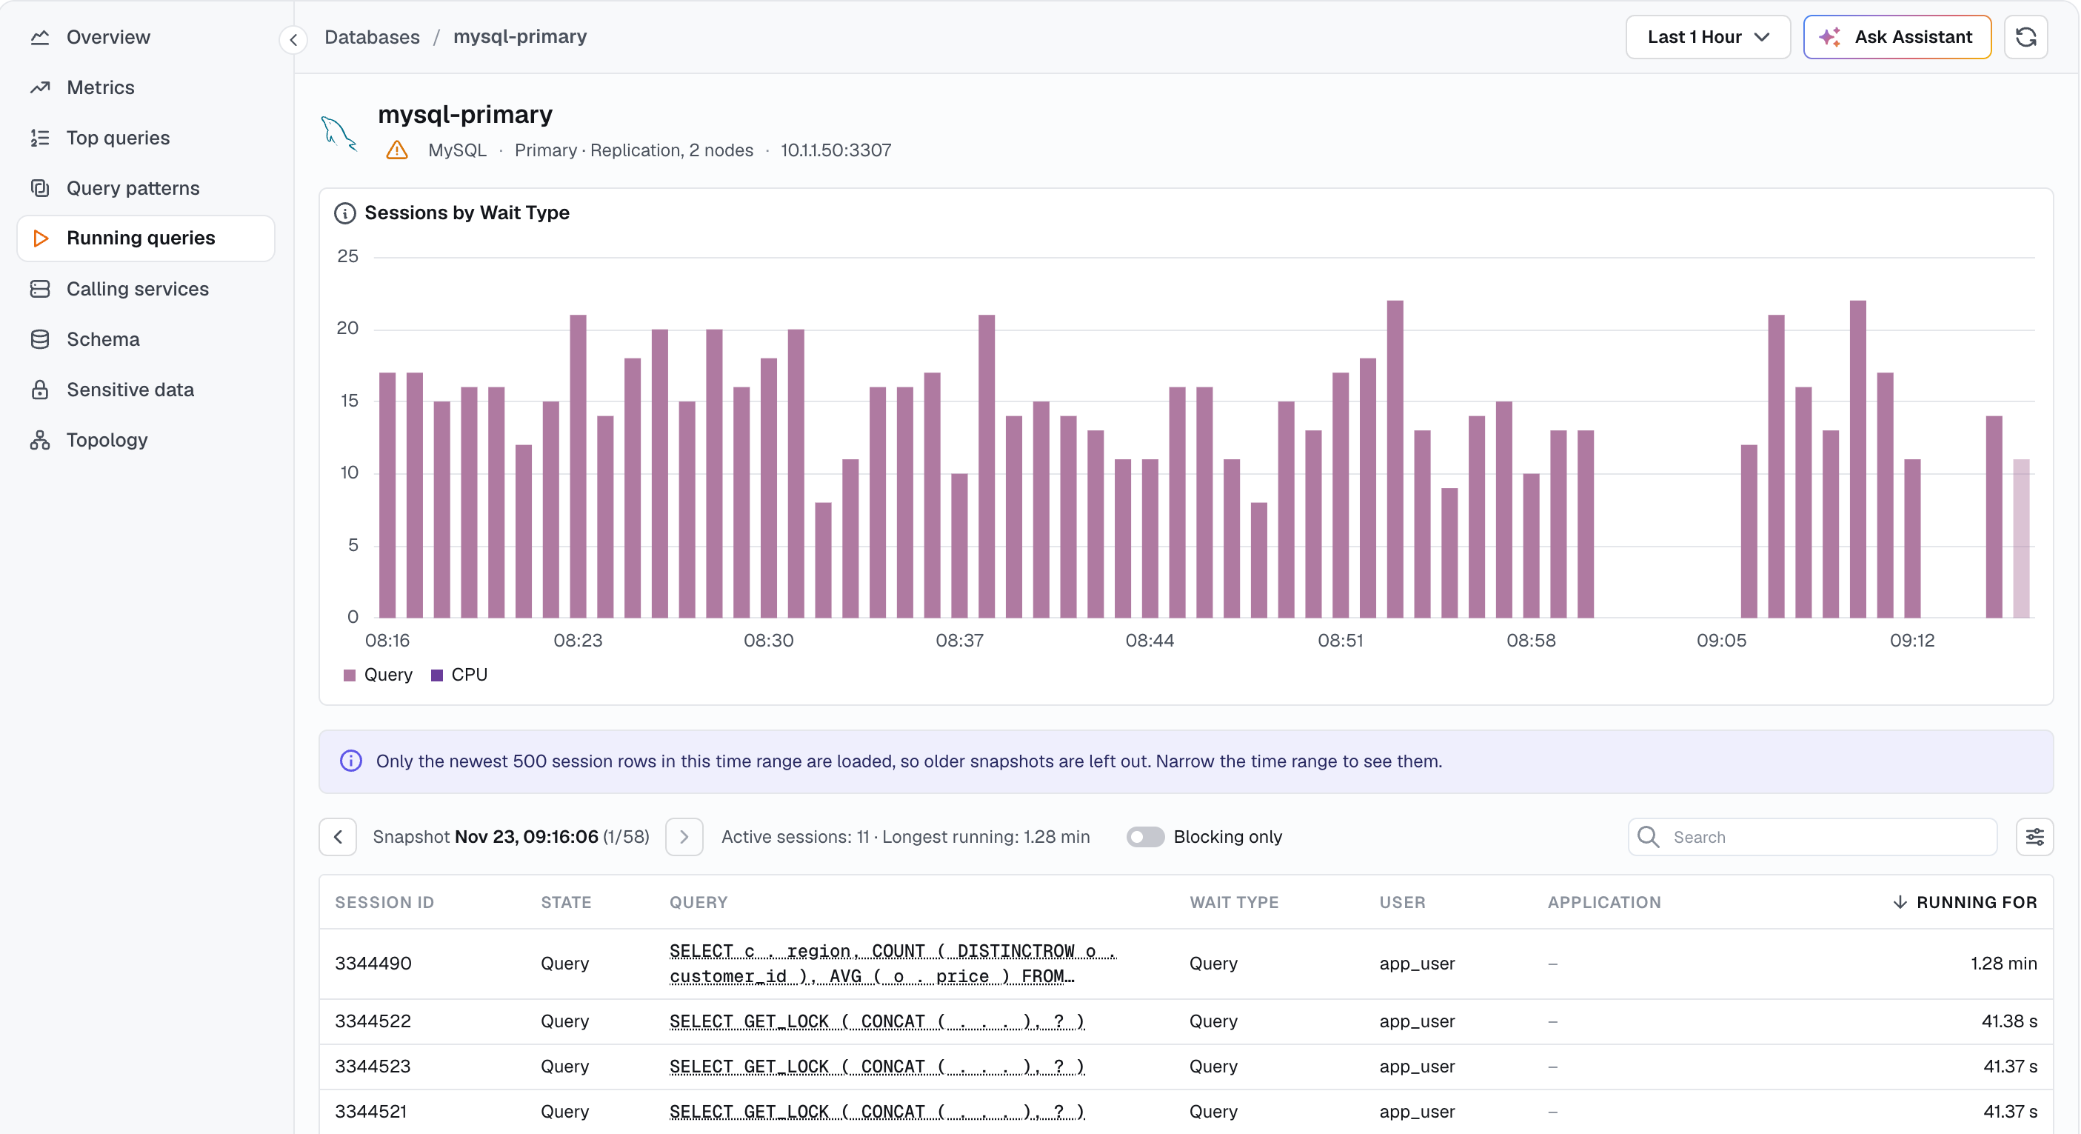 Overview
Metrics
Top queries
Query patterns
Running queries
Calling services
Schema
Sensitive data
Topology
Databases / mysql-primary
Last 1 Hour
Ask Assistant
mysql-primary
MySQL · Primary · Replication, 2 nodes · 10.1.1.50:3307
Sessions by Wait Type
25
20
15
10
5
0
08:16 08:23 08:30 08:37 08:44 08:51 08:58 09:05 09:12
Query CPU
Only the newest 500 session rows in this time range are loaded, so older snapshots are left out. Narrow the time range to see them.
Snapshot Nov 23, 09:16:06 (1/58) Active sessions: 11 · Longest running: 1.28 min Blocking only Search
SESSION ID STATE QUERY WAIT TYPE USER APPLICATION RUNNING FOR
3344490 Query SELECT c . region, COUNT ( DISTINCTROW o . Query app_user – 1.28 min
customer_id ), AVG ( o . price ) FROM…
3344522 Query SELECT GET_LOCK ( CONCAT ( . . . ), ? ) Query app_user – 41.38 s
3344523 Query SELECT GET_LOCK ( CONCAT ( . . . ), ? ) Query app_user – 41.37 s
3344521 Query SELECT GET_LOCK ( CONCAT ( . . . ), ? ) Query app_user – 41.37 s